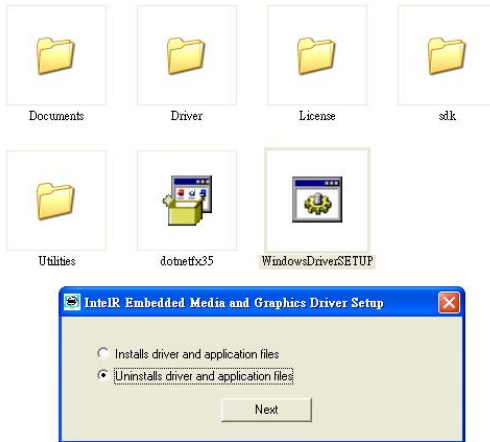 Documents
Driver
License
sdk
Utilities
dotnetfx35
WindowsDriverSETUP
IntelR Embedded Media and Graphics Driver Setup
Installs driver and application files
Uninstalls driver and application files
Next